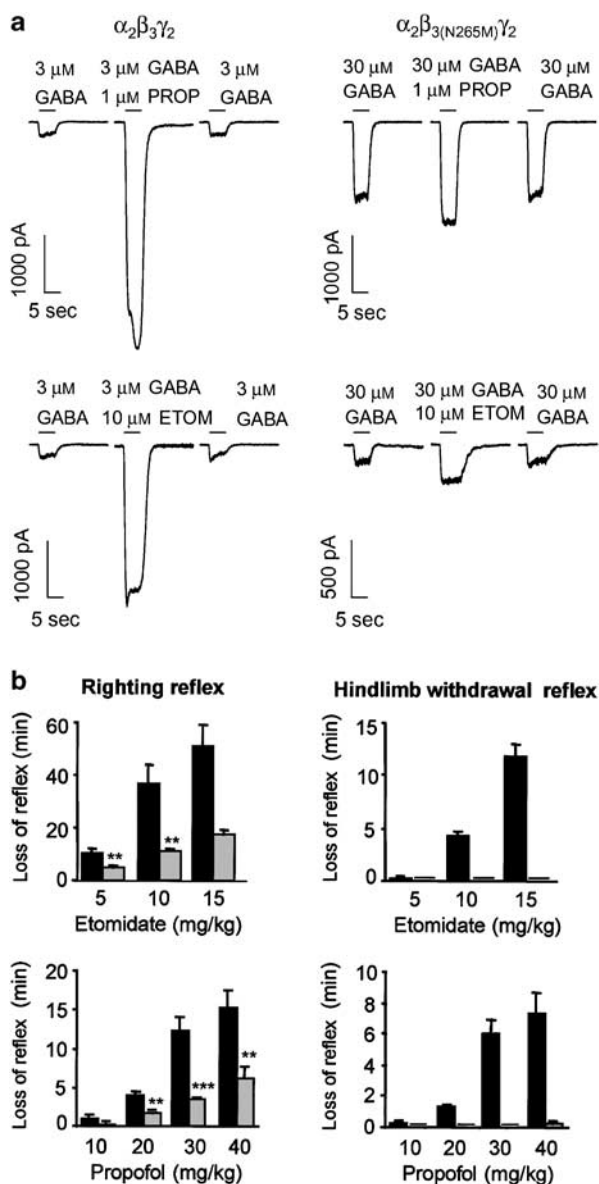 a
α2β3γ2
α2β3(N265M)γ2
3 μM 3 μM GABA 3 μM
GABA 1 μM PROP GABA
30 μM 30 μM GABA 30 μM
GABA 1 μM PROP GABA
1000 pA
5 sec
1000 pA
5 sec
3 μM 3 μM GABA 3 μM
GABA 10 μM ETOM GABA
30 μM 30 μM GABA 30 μM
GABA 10 μM ETOM GABA
1000 pA
5 sec
500 pA
5 sec
b
Righting reflex
Loss of reflex (min)
60
40
20
10
0
** **
5 10 15
Etomidate (mg/kg)
Hindlimb withdrawal reflex
Loss of reflex (min)
15
10
5
0
5 10 15
Etomidate (mg/kg)
Loss of reflex (min)
20
15
10
5
0
** *** **
10 20 30 40
Propofol (mg/kg)
Loss of reflex (min)
10
8
6
4
2
0
10 20 30 40
Propofol (mg/kg)